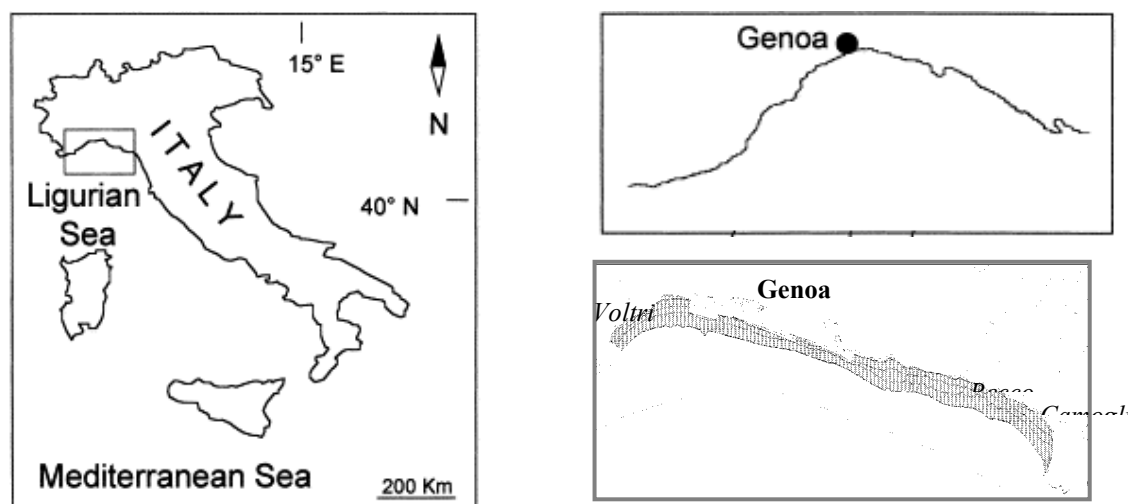 15° E
N
ITALY
Ligurian
Sea
40° N
Mediterranean Sea
200 Km
Genoa
Genoa
Voltri